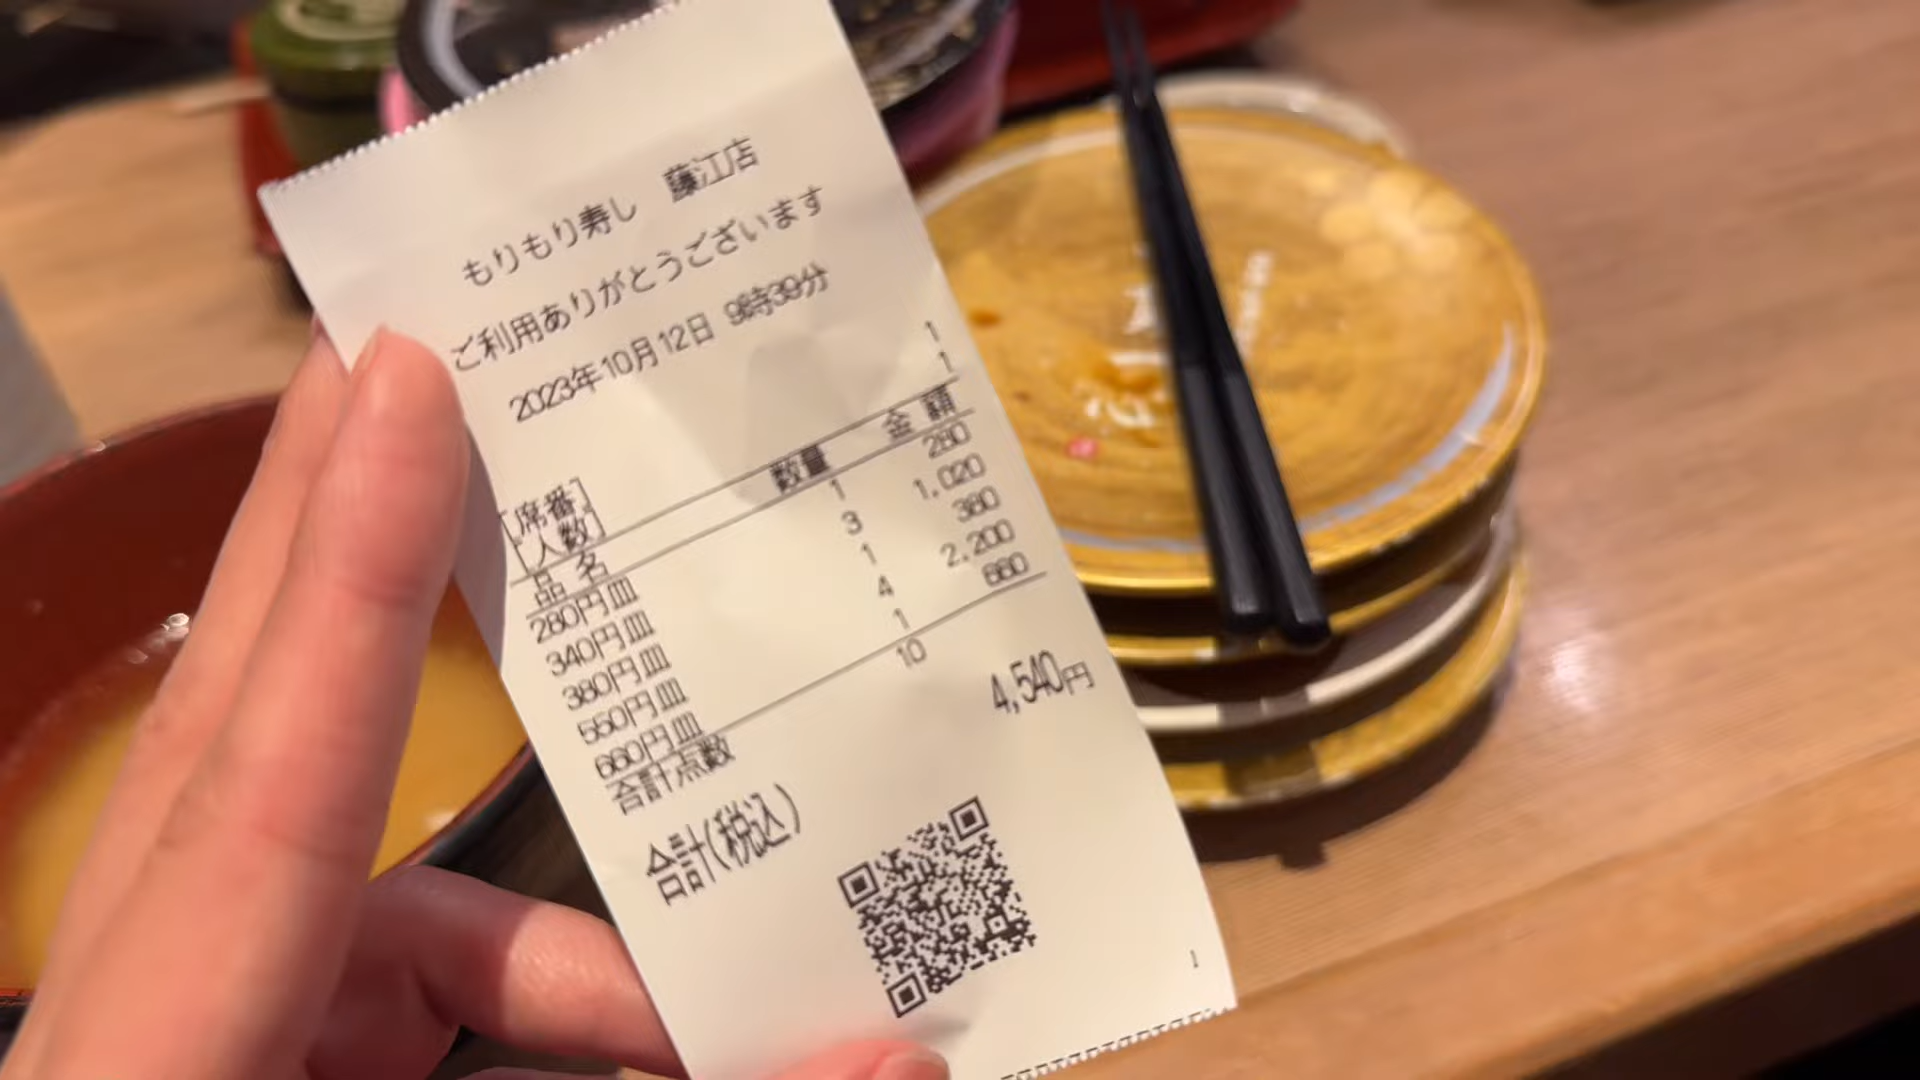 もりもり寿し 藤江店
ご利用ありがとうございます
2023年10月12日 9時39分
[席番] 1
[人数] 1
品名 数量 金額
280円皿 1 280
340円皿 3 1,020
380円皿 1 380
550円皿 4 2,200
660円皿 1 660
合計点数 10
合計(税込) 4,540円
1